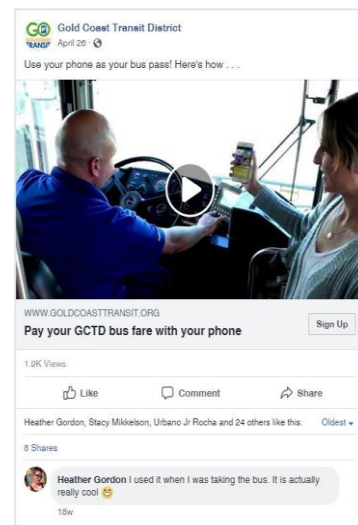 GO
TRANSIT
Gold Coast Transit District
April 26
Use your phone as your bus pass! Here's how . . .
WWW.GOLDCOASTTRANSIT.ORG
Pay your GCTD bus fare with your phone
Sign Up
1.9K Views
Like
Comment
Share
Heather Gordon, Stacy Mikkelson, Urbano Jr Rocha and 24 others like this.
Oldest
8 Shares
Heather Gordon I used it when I was taking the bus. It is actually
really cool 😁
18w